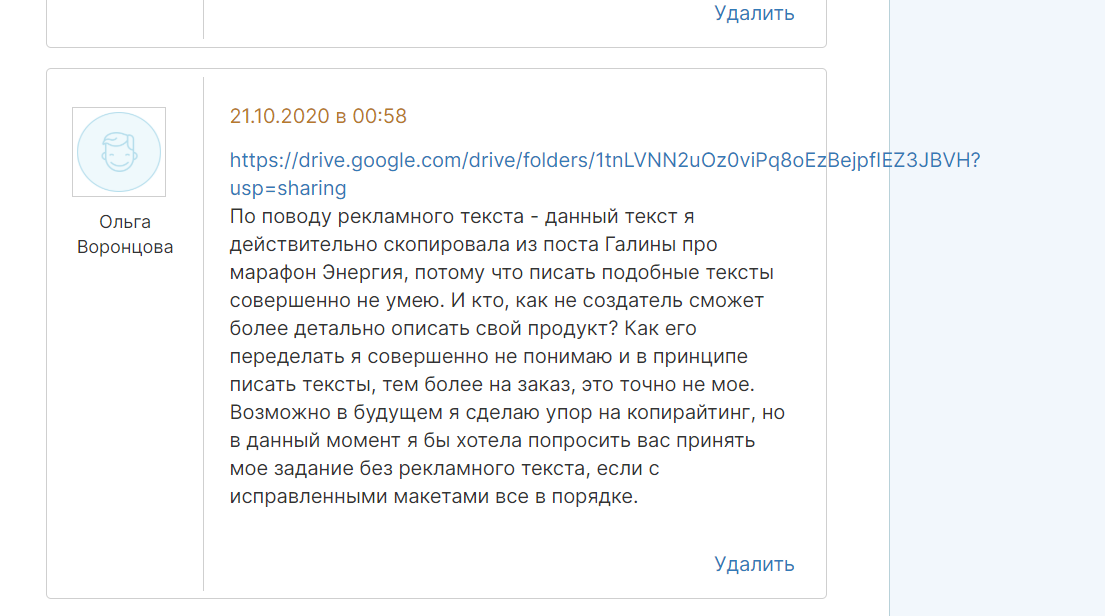 Удалить
21.10.2020 в 00:58
https://drive.google.com/drive/folders/1tnLVNN2uOz0viPq8oEzBejpflEZ3JBVH?
usp=sharing
Ольга
Воронцова
По поводу рекламного текста - данный текст я
действительно скопировала из поста Галины про
марафон Энергия, потому что писать подобные тексты
совершенно не умею. И кто, как не создатель сможет
более детально описать свой продукт? Как его
переделать я совершенно не понимаю и в принципе
писать тексты, тем более на заказ, это точно не мое.
Возможно в будущем я сделаю упор на копирайтинг, но
в данный момент я бы хотела попросить вас принять
мое задание без рекламного текста, если с
исправленными макетами все в порядке.
Удалить